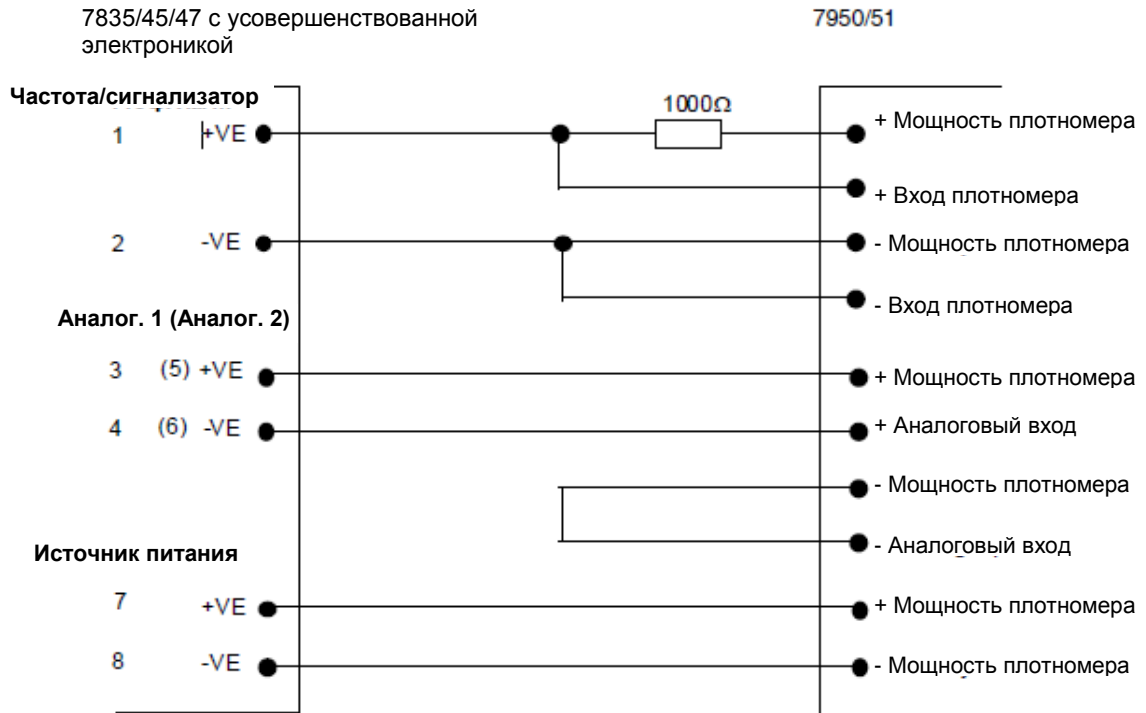 7835/45/47 с усовершенствованной
электроникой
7950/51
Частота/сигнализатор
1000Ω
1 +VE + Мощность плотномера
+ Вход плотномера
2 -VE - Мощность плотномера
- Вход плотномера
Аналог. 1 (Аналог. 2)
3 (5) +VE + Мощность плотномера
4 (6) -VE + Аналоговый вход
- Мощность плотномера
- Аналоговый вход
Источник питания
7 +VE + Мощность плотномера
8 -VE - Мощность плотномера